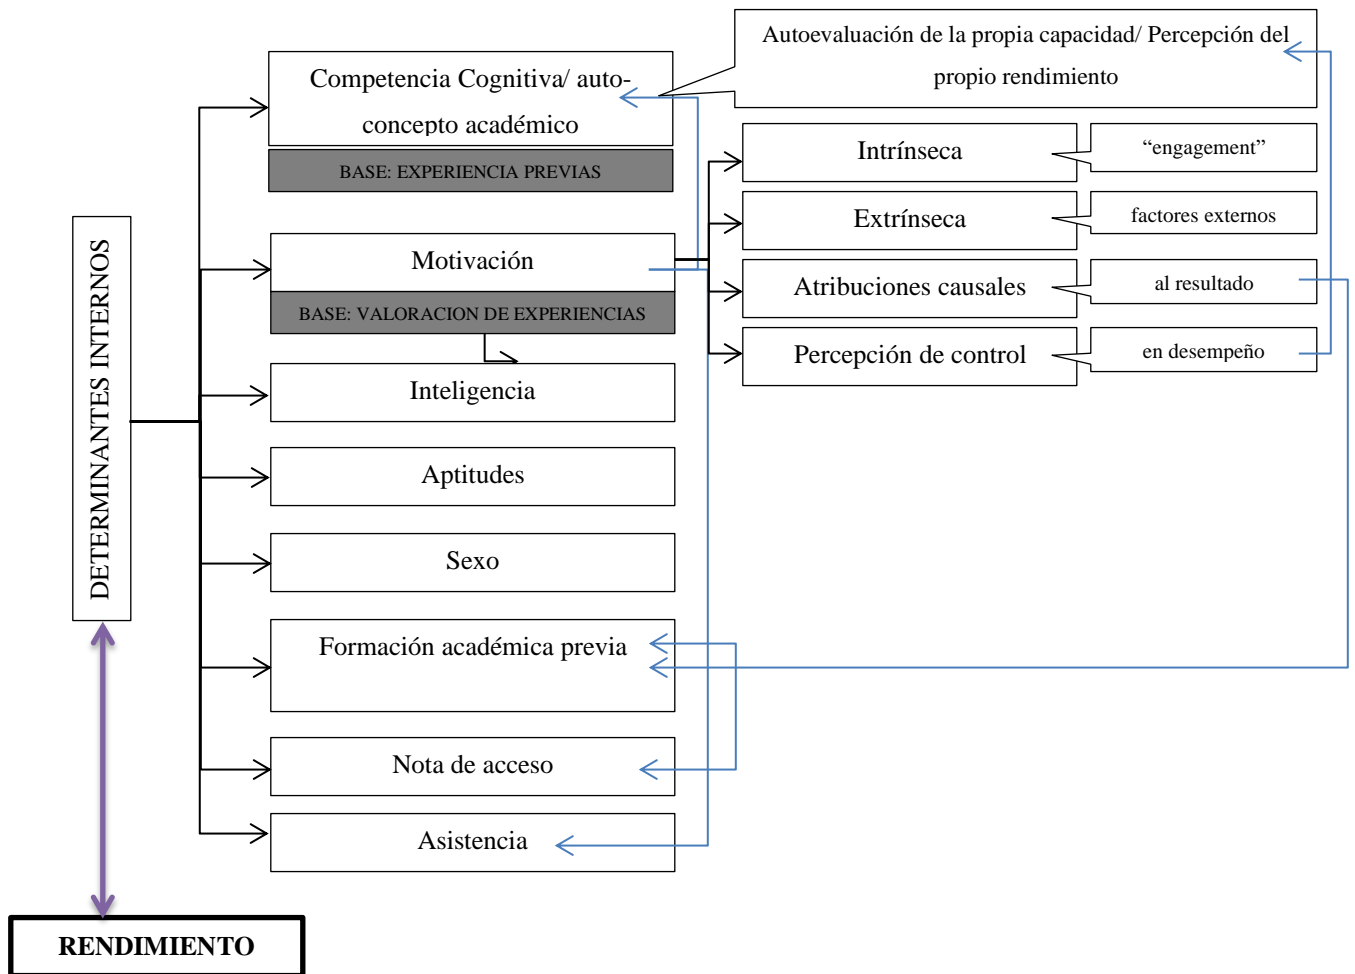 Autoevaluación de la propia capacidad/ Percepción del
propio rendimiento
Competencia Cognitiva/ auto-
concepto académico
BASE: EXPERIENCIA PREVIAS
Intrínseca
“engagement”
Extrínseca
factores externos
Motivación
BASE: VALORACION DE EXPERIENCIAS
Atribuciones causales
al resultado
Percepción de control
en desempeño
DETERMINANTES INTERNOS
Inteligencia
Aptitudes
Sexo
Formación académica previa
Nota de acceso
Asistencia
RENDIMIENTO